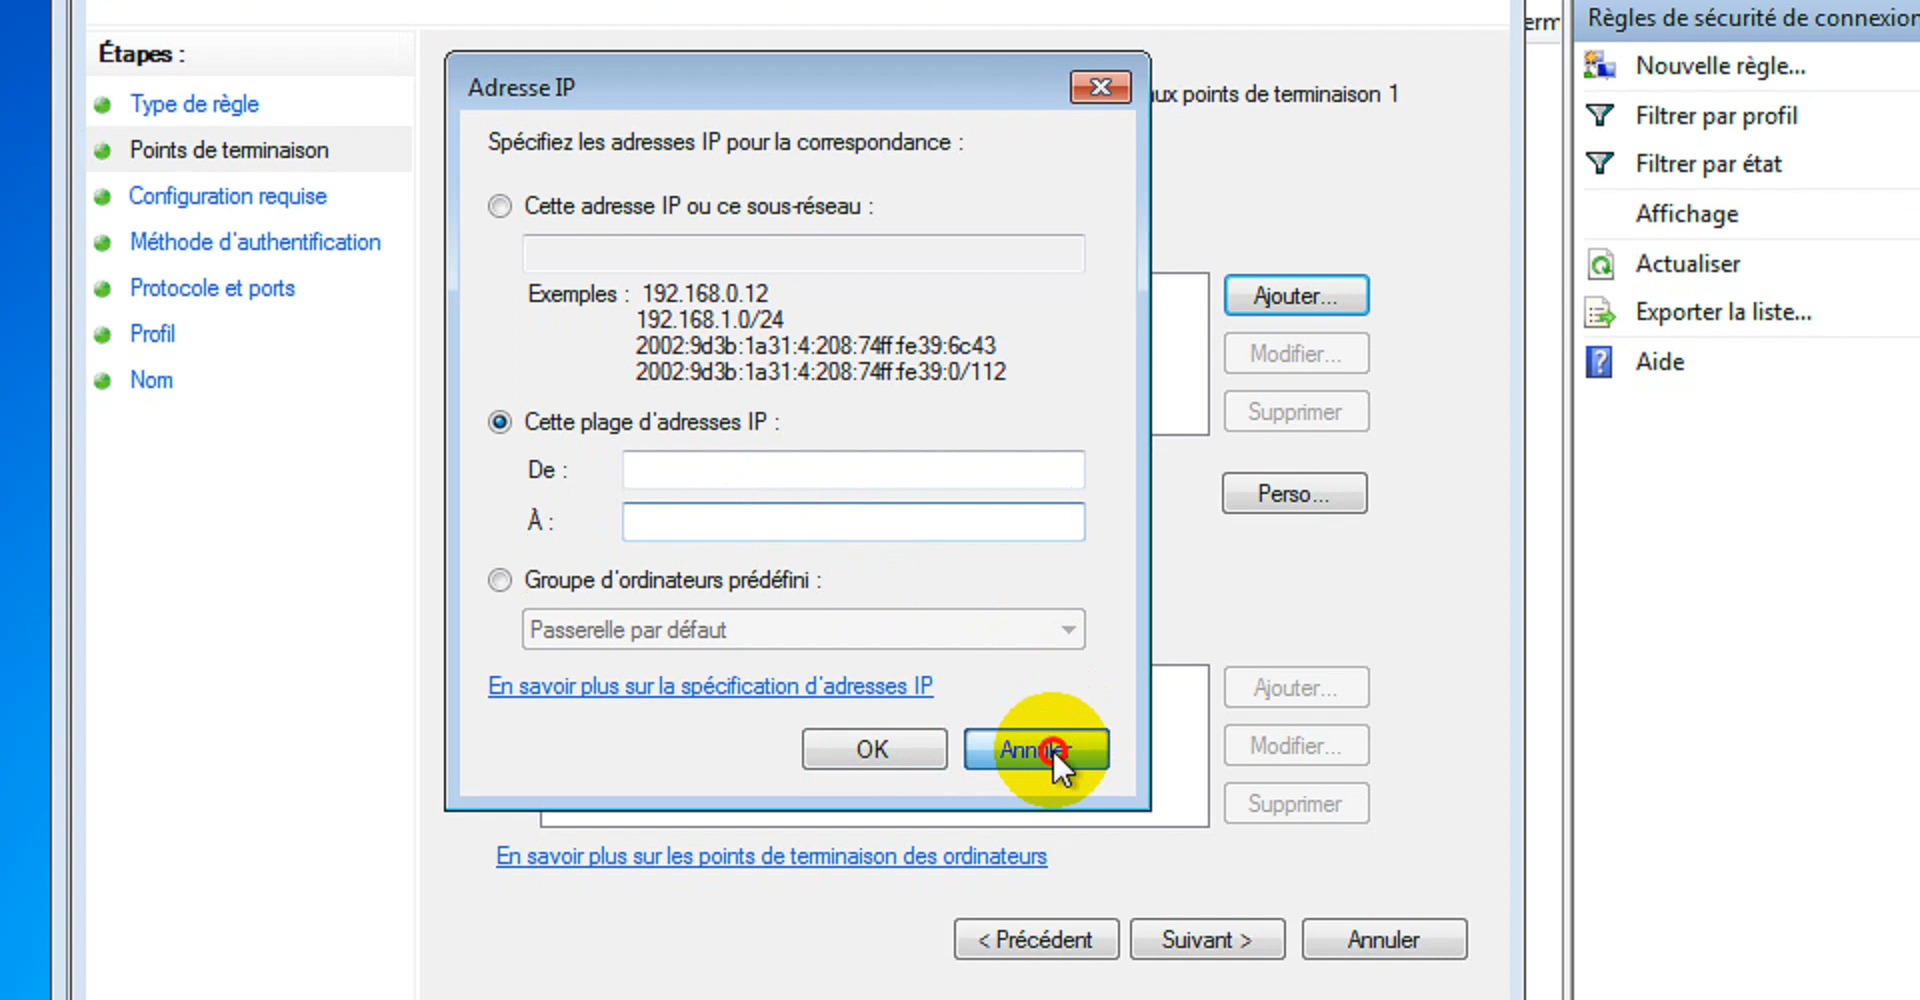 Étapes :
Type de règle
Points de terminaison
Configuration requise
Méthode d'authentification
Protocole et ports
Profil
Nom
Adresse IP
Spécifiez les adresses IP pour la correspondance :
Cette adresse IP ou ce sous-réseau :
Exemples : 192.168.0.12
192.168.1.0/24
2002:9d3b:1a31:4:208:74ff:fe39:6c43
2002:9d3b:1a31:4:208:74ff:fe39:0/112
Cette plage d'adresses IP :
De :
À :
Groupe d'ordinateurs prédéfini :
Passerelle par défaut
En savoir plus sur la spécification d'adresses IP
OK
Annuler
points de terminaison 1
Ajouter...
Modifier...
Supprimer
Perso...
Ajouter...
Modifier...
Supprimer
En savoir plus sur les points de terminaison des ordinateurs
< Précédent
Suivant >
Annuler
Règles de sécurité de connexion
Nouvelle règle...
Filtrer par profil
Filtrer par état
Affichage
Actualiser
Exporter la liste...
Aide